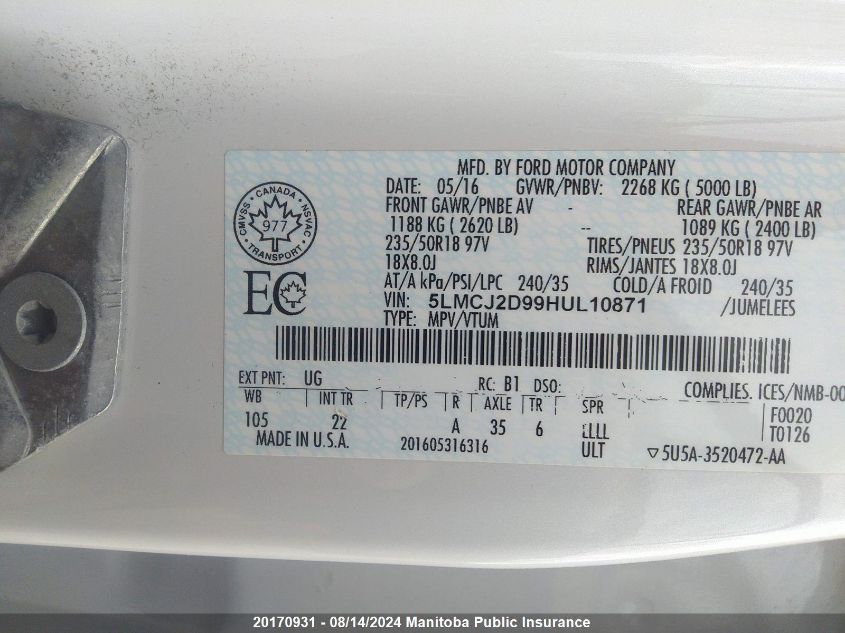 MFD. BY FORD MOTOR COMPANY
DATE: 05/16 GVWR/PNBV: 2268 KG ( 5000 LB)
FRONT GAWR/PNBE AV - REAR GAWR/PNBE AR
1188 KG ( 2620 LB) -- 1089 KG ( 2400 LB)
235/50R18 97V TIRES/PNEUS 235/50R18 97V
18X8.0J RIMS/JANTES 18X8.0J
AT/A kPa/PSI/LPC 240/35 COLD/A FROID 240/35
VIN: 5LMCJ2D99HUL10871 /JUMELEES
TYPE: MPV/VTUM
CANADA
CMVSS NSVAC
977
TRANSPORT
EC
EXT PNT: UG RC: B1 DSO: COMPLIES. ICES/NMB-00
WB INT TR TP/PS R AXLE TR SPR F0020
105 22 A 35 6 LLLL T0126
MADE IN U.S.A. 201605316316 ULT ▽5U5A-3520472-AA
20170931 - 08/14/2024 Manitoba Public Insurance